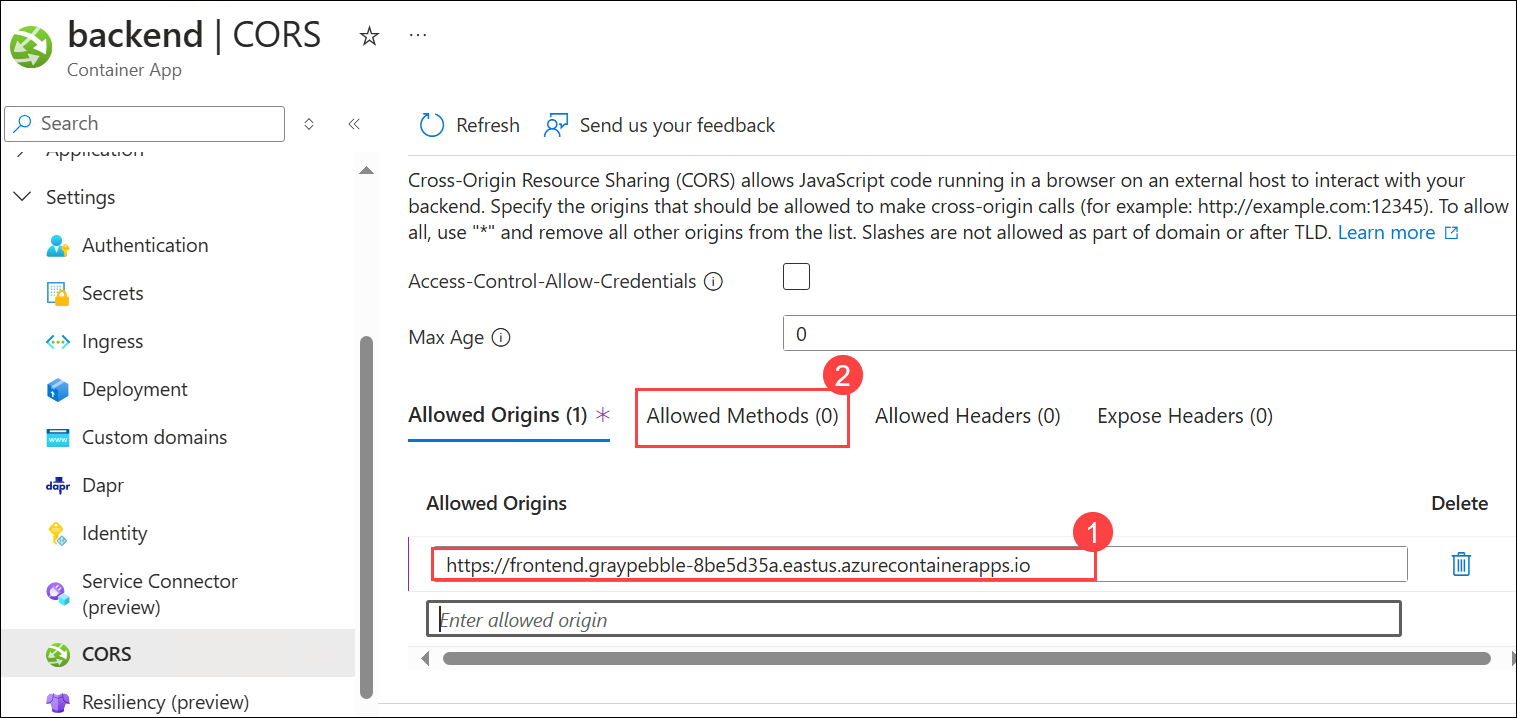 backend | CORS
Container App
Search
Refresh
Send us your feedback
Application
Settings
Authentication
Secrets
Ingress
Deployment
Custom domains
dapr Dapr
Identity
Service Connector
(preview)
CORS
Resiliency (preview)
Cross-Origin Resource Sharing (CORS) allows JavaScript code running in a browser on an external host to interact with your
backend. Specify the origins that should be allowed to make cross-origin calls (for example: http://example.com:12345). To allow
all, use "*" and remove all other origins from the list. Slashes are not allowed as part of domain or after TLD. Learn more
Access-Control-Allow-Credentials
Max Age
0
2
Allowed Origins (1) *
Allowed Methods (0)
Allowed Headers (0)
Expose Headers (0)
Allowed Origins
Delete
1
https://frontend.graypebble-8be5d35a.eastus.azurecontainerapps.io
Enter allowed origin